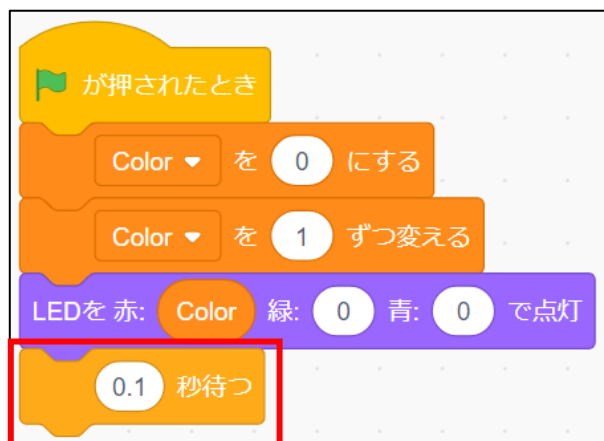 が押されたとき
Color を 0 にする
Color を 1 ずつ変える
LEDを 赤: Color 緑: 0 青: 0 で点灯
0.1 秒待つ